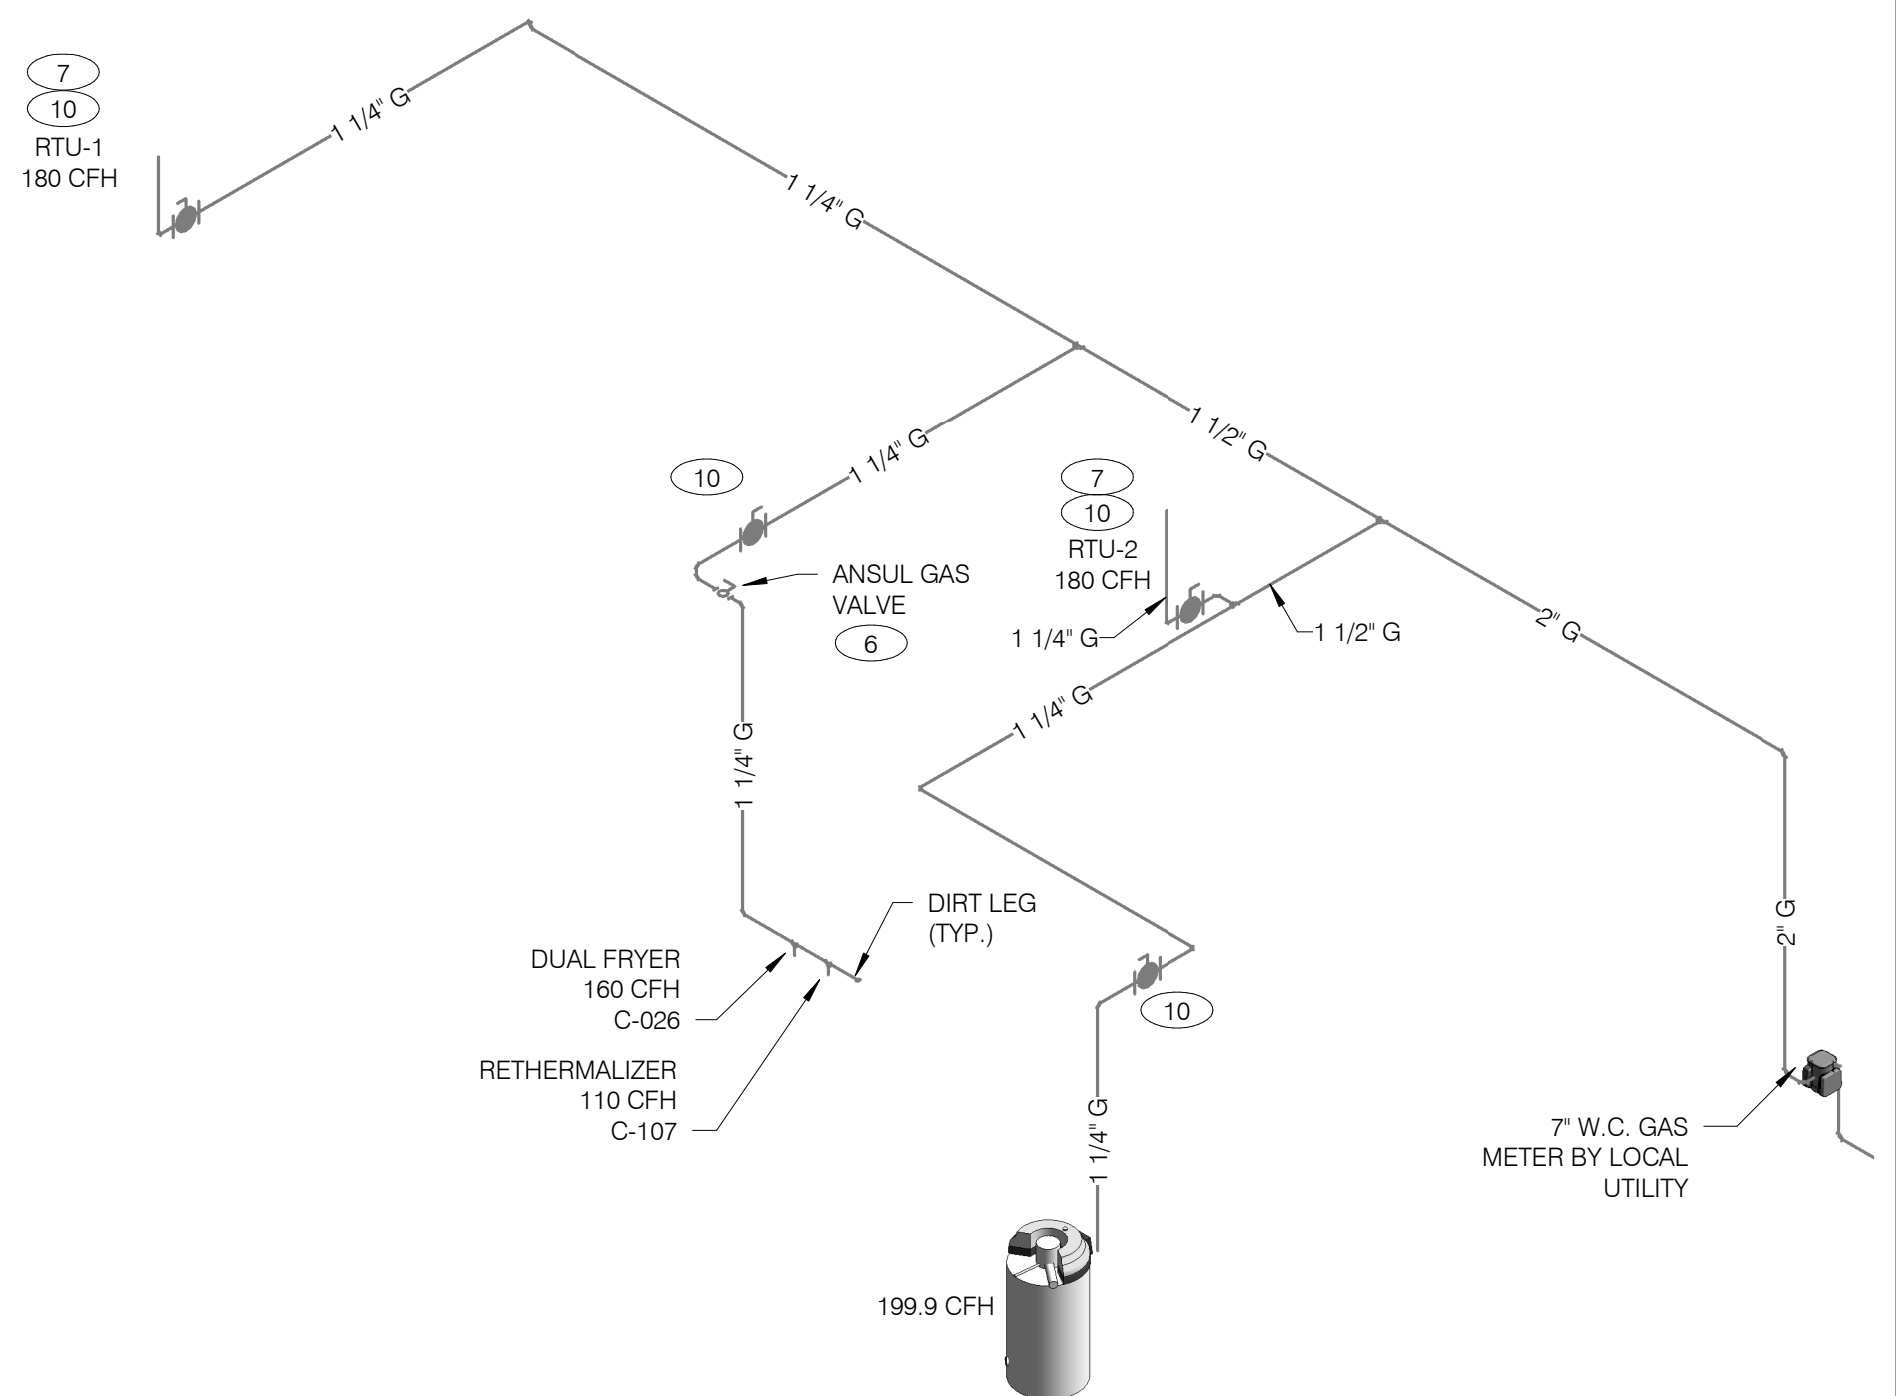 7
10
RTU-1
180 CFH
1 1/4" G
1 1/4" G
1 1/4" G
1 1/2" G
10
7
10
RTU-2
180 CFH
ANSUL GAS
VALVE
6
1 1/4" G
1 1/2" G
2" G
1 1/4" G
1 1/4" G
2" G
DIRT LEG
(TYP.)
DUAL FRYER
160 CFH
C-026
RETHERMALIZER
110 CFH
C-107
10
1 1/4" G
7" W.C. GAS
METER BY LOCAL
UTILITY
199.9 CFH